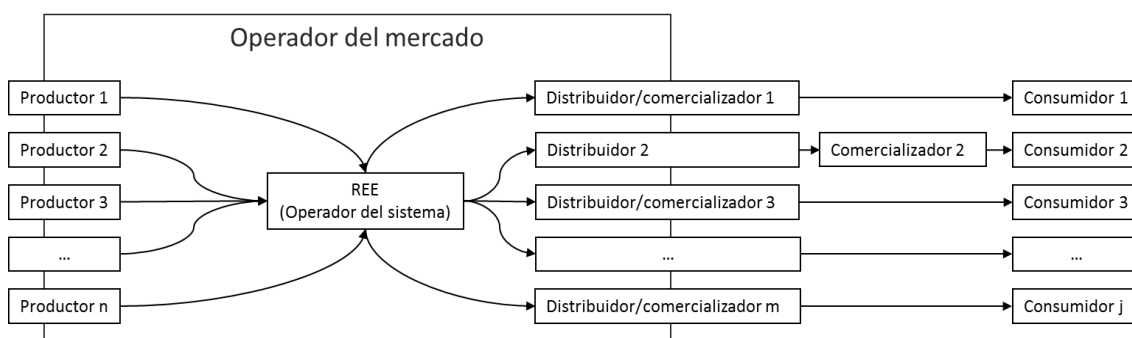 Operador del mercado
Productor 1
Distribuidor/comercializador 1
Consumidor 1
Productor 2
Distribuidor 2
Comercializador 2
Consumidor 2
Productor 3
REE
(Operador del sistema)
Distribuidor/comercializador 3
Consumidor 3
...
...
...
Productor n
Distribuidor/comercializador m
Consumidor j